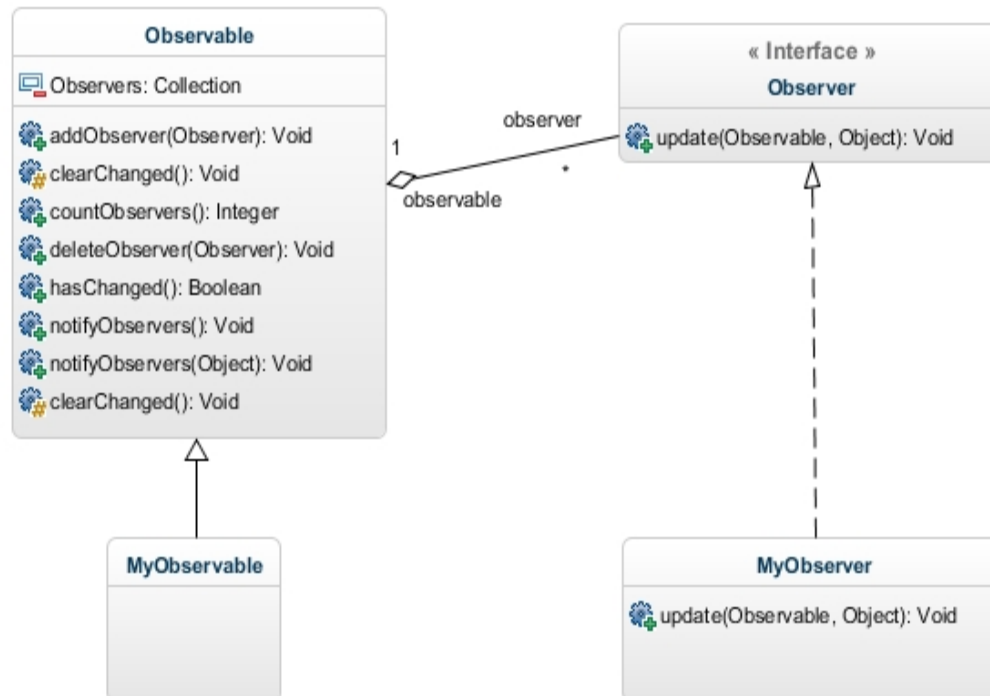 Observable
Observers: Collection
addObserver(Observer): Void
clearChanged(): Void
countObservers(): Integer
deleteObserver(Observer): Void
hasChanged(): Boolean
notifyObservers(): Void
notifyObservers(Object): Void
clearChanged(): Void
1
observable
observer
*
« Interface »
Observer
update(Observable, Object): Void
MyObservable
MyObserver
update(Observable, Object): Void